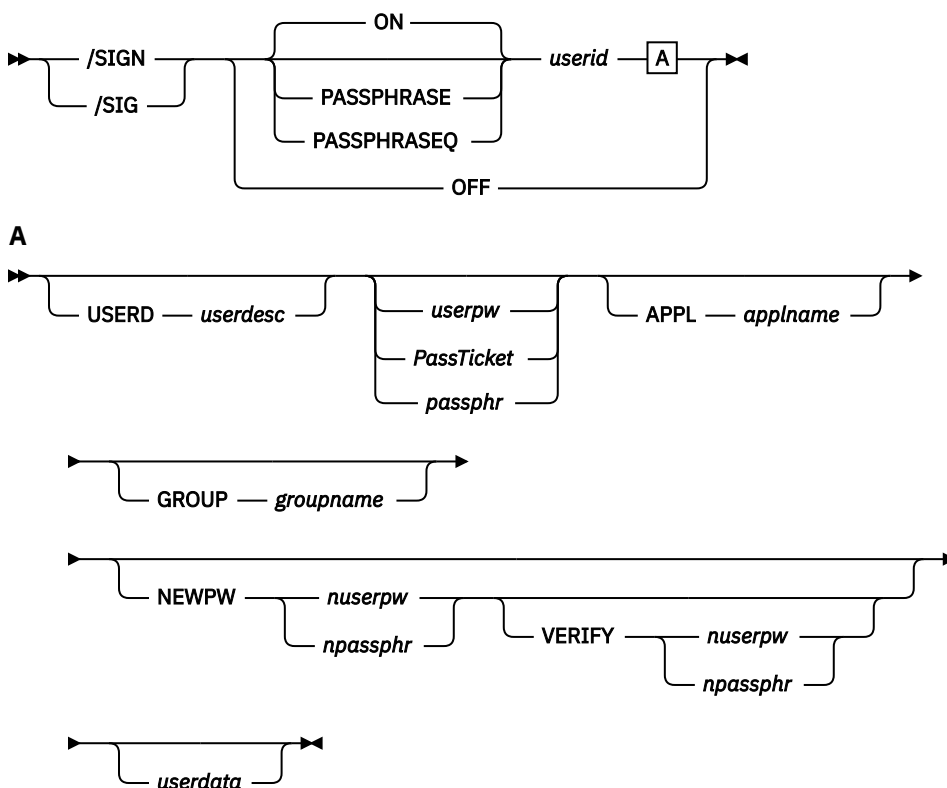 ON
/SIGN userid A
/SIG PASSPHRASE
PASSPHRASEQ
OFF
A
USERD userdesc userpw APPL applname
PassTicket
passphr
GROUP groupname
NEWPW nuserpw
npassphr VERIFY nuserpw
npassphr
userdata